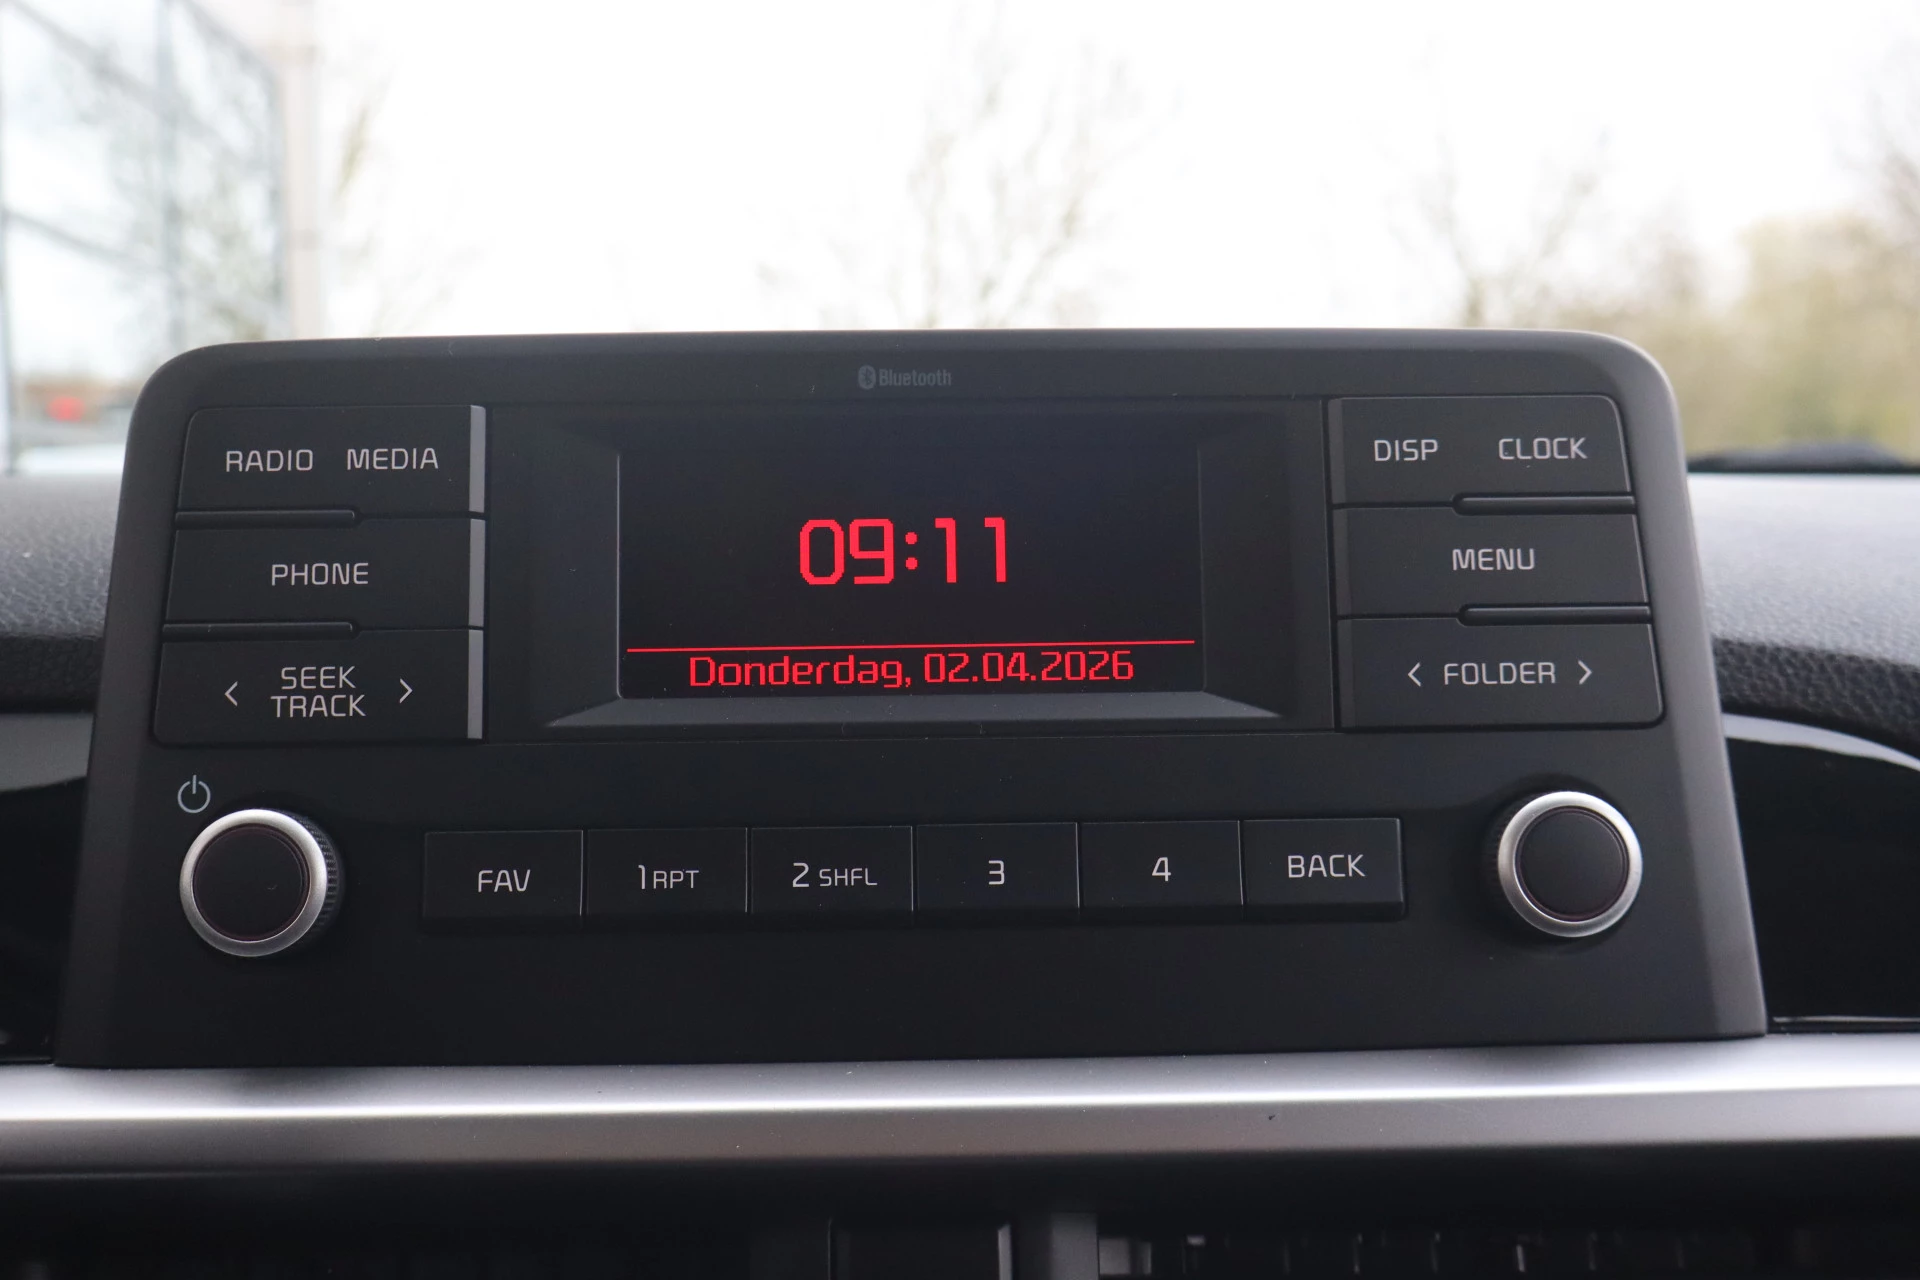 Bluetooth
RADIO MEDIA
DISP CLOCK
09:11
PHONE
MENU
< SEEK TRACK >
Donderdag, 02.04.2026
< FOLDER >
FAV
1 RPT
2 SHFL
3
4
BACK